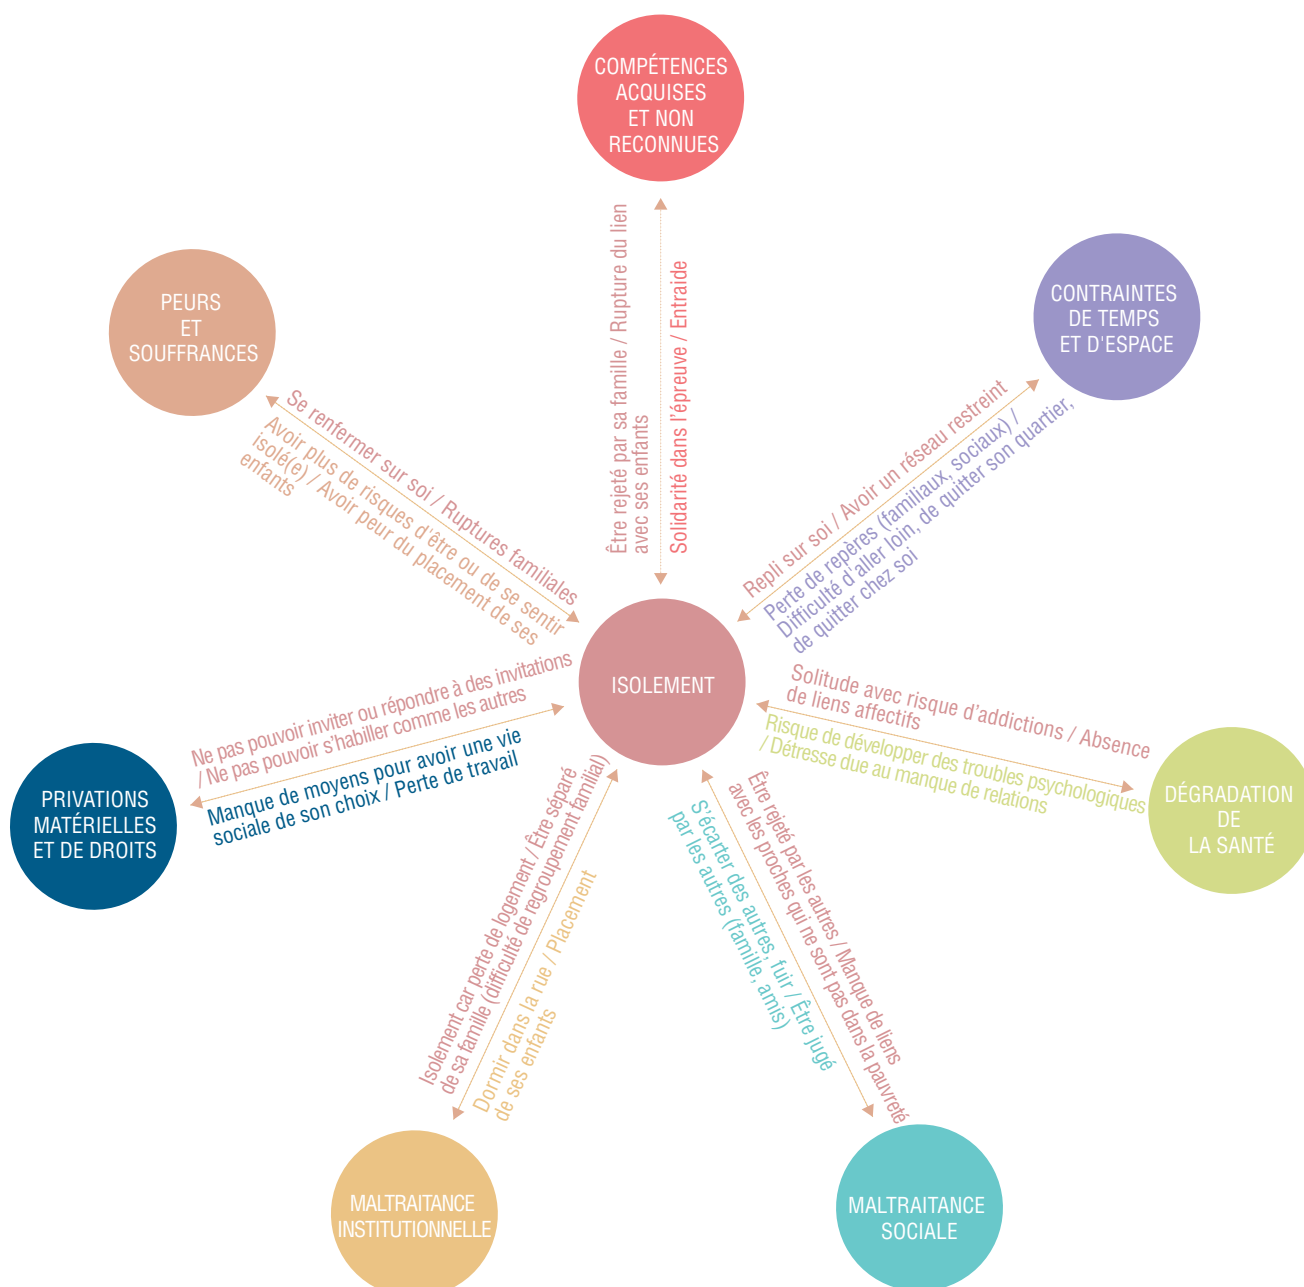 COMPÉTENCES
ACQUISES
ET NON
RECONNUES
Être rejeté par sa famille / Rupture du lien
avec ses enfants
Solidarité dans l'épreuve / Entraide
CONTRAINTES
DE TEMPS
ET D'ESPACE
Repli sur soi / Avoir un réseau restreint
Perte de repères (familiaux, sociaux) /
Difficulté d'aller loin, de quitter son quartier,
de quitter chez soi
PEURS
ET
SOUFFRANCES
Se renfermer sur soi / Ruptures familiales
Avoir plus de risques d'être ou de se sentir
isolé(e) / Avoir peur du placement de ses
enfants
ISOLEMENT
Solitude avec risque d'addictions / Absence
de liens affectifs
Risque de développer des troubles psychologiques
/ Détresse due au manque de relations
DÉGRADATION
DE
LA SANTÉ
Ne pas pouvoir inviter ou répondre à des invitations
/ Ne pas pouvoir s'habiller comme les autres
Manque de moyens pour avoir une vie
sociale de son choix / Perte de travail
PRIVATIONS
MATÉRIELLES
ET DE DROITS
Isolement car perte de logement / Être séparé
de sa famille (difficulté de regroupement familial)
Dormir dans la rue / Placement
de ses enfants
MALTRAITANCE
INSTITUTIONNELLE
Être rejeté par les autres / Manque de liens
avec les proches qui ne sont pas dans la pauvreté
S'écarter des autres, fuir / Être jugé
par les autres (famille, amis)
MALTRAITANCE
SOCIALE